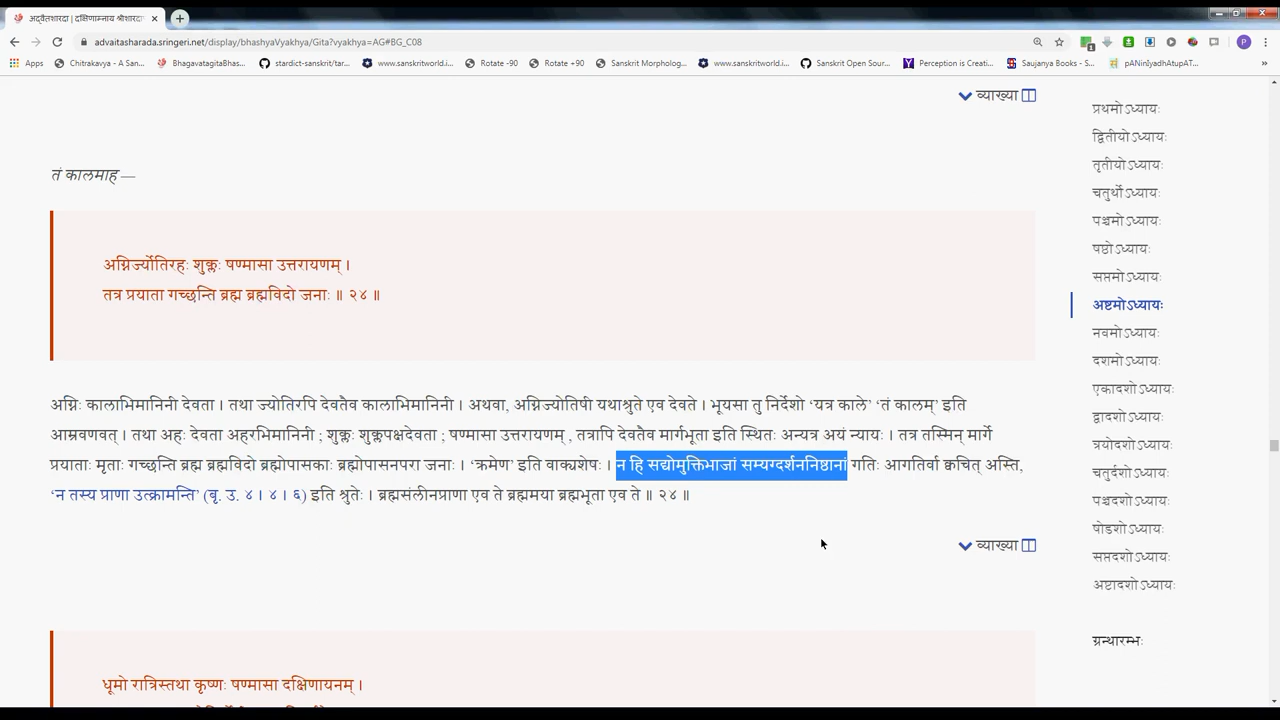 अद्वैतशारदा | दक्षिणाम्नाय श्रीशारदा
advaitasharada.sringeri.net/display/bhashyaVyakhya/Gita?vyakhya=AG#BG_C08
Apps Chitrakavya - A San... BhagavatagitaBhas... stardict-sanskrit/tar... www.sanskritworld.i... Rotate -90 Rotate +90 Sanskrit Morpholog... www.sanskritworld.i... Sanskrit Open Sour... Perception is Creati... Saujanya Books - S... pANinIyadhAtupAT... »
व्याख्या
तं कालमाह —
अग्निर्ज्योतिरहः शुक्लः षण्मासा उत्तरायणम् ।
तत्र प्रयाता गच्छन्ति ब्रह्म ब्रह्मविदो जनाः ॥ २४ ॥
अग्निः कालाभिमानिनी देवता । तथा ज्योतिरपि देवतैव कालाभिमानिनी । अथवा, अग्निज्योतिषी यथाश्रुते एव देवते । भूयसा तु निर्देशो ‘यत्र काले’ ‘तं कालम्’ इति
आम्रवणवत् । तथा अहः देवता अहरभिमानिनी ; शुक्लः शुक्लपक्षदेवता ; षण्मासा उत्तरायणम् , तत्रापि देवतैव मार्गभूता इति स्थितः अन्यत्र अयं न्यायः । तत्र तस्मिन् मार्गे
प्रयाताः मृताः गच्छन्ति ब्रह्म ब्रह्मविदो ब्रह्मोपासकाः ब्रह्मोपासनपरा जनाः । ‘क्रमेण’ इति वाक्यशेषः । न हि सद्योमुक्तिभाजां सम्यग्दर्शननिष्ठानां गतिः आगतिर्वा क्वचित् अस्ति,
‘न तस्य प्राणा उत्क्रामन्ति’ (बृ. उ. ४ । ४ । ६) इति श्रुतेः । ब्रह्मसंलीनप्राणा एव ते ब्रह्ममया ब्रह्मभूता एव ते ॥ २४ ॥
व्याख्या
धूमो रात्रिस्तथा कृष्णः षण्मासा दक्षिणायनम् ।
प्रथमोऽध्यायः
द्वितीयोऽध्यायः
तृतीयोऽध्यायः
चतुर्थोऽध्यायः
पञ्चमोऽध्यायः
षष्ठोऽध्यायः
सप्तमोऽध्यायः
अष्टमोऽध्यायः
नवमोऽध्यायः
दशमोऽध्यायः
एकादशोऽध्यायः
द्वादशोऽध्यायः
त्रयोदशोऽध्यायः
चतुर्दशोऽध्यायः
पञ्चदशोऽध्यायः
षोडशोऽध्यायः
सप्तदशोऽध्यायः
अष्टादशोऽध्यायः
ग्रन्थारम्भः